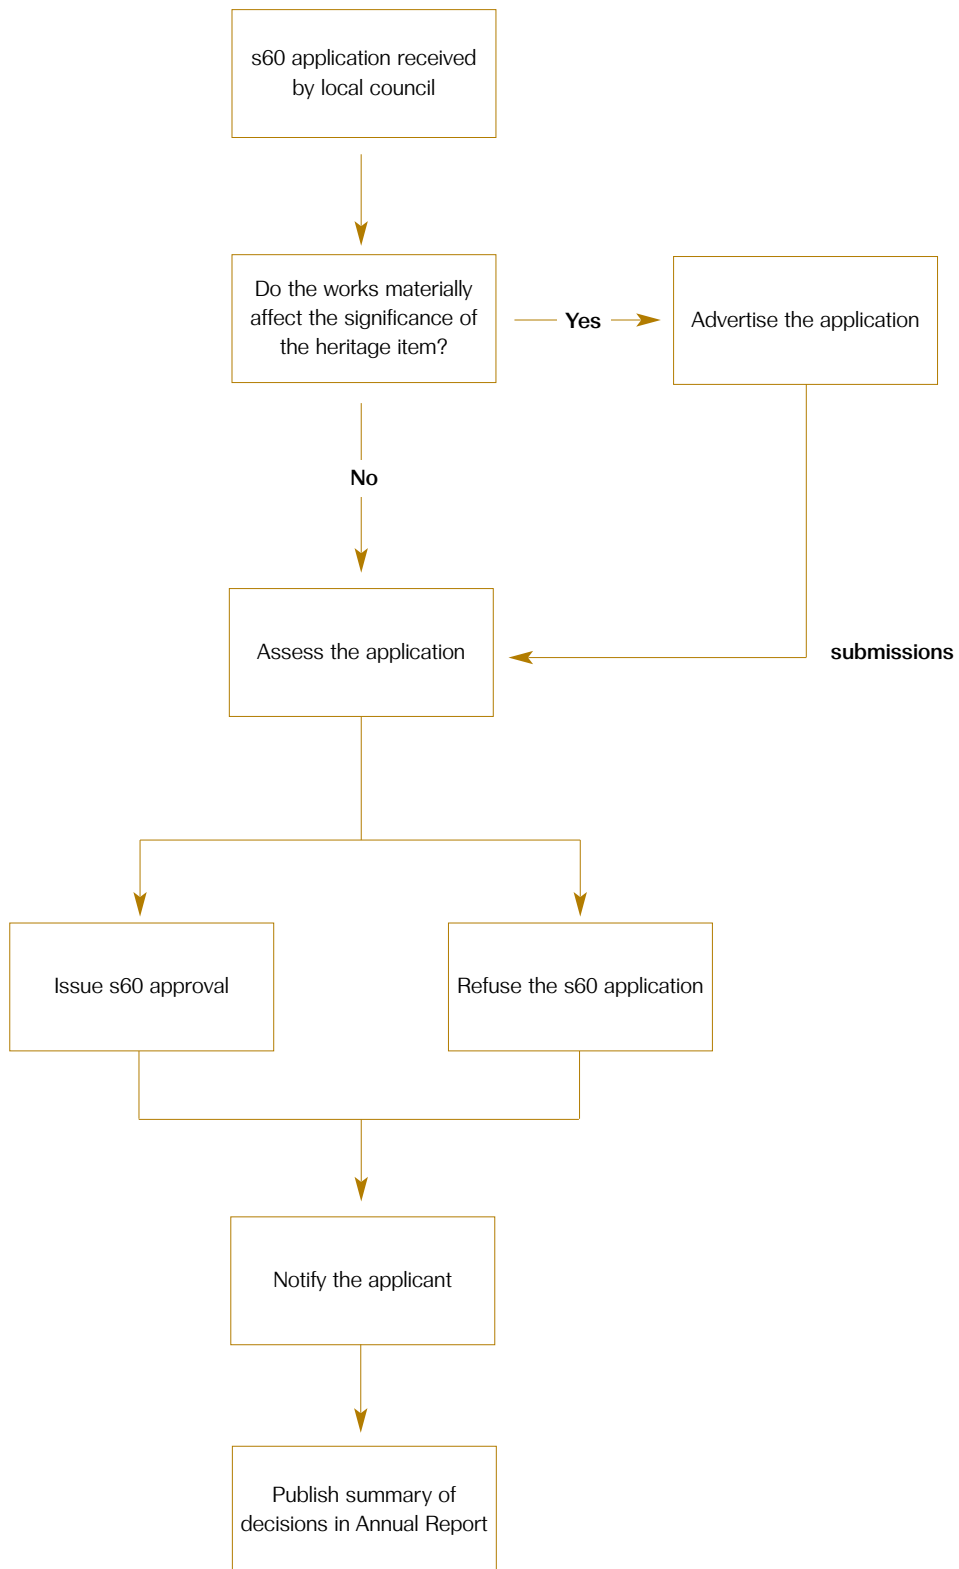 s60 application received
by local council
Do the works materially
affect the significance of
the heritage item?
Yes
Advertise the application
No
Assess the application
submissions
Issue s60 approval
Refuse the s60 application
Notify the applicant
Publish summary of
decisions in Annual Report